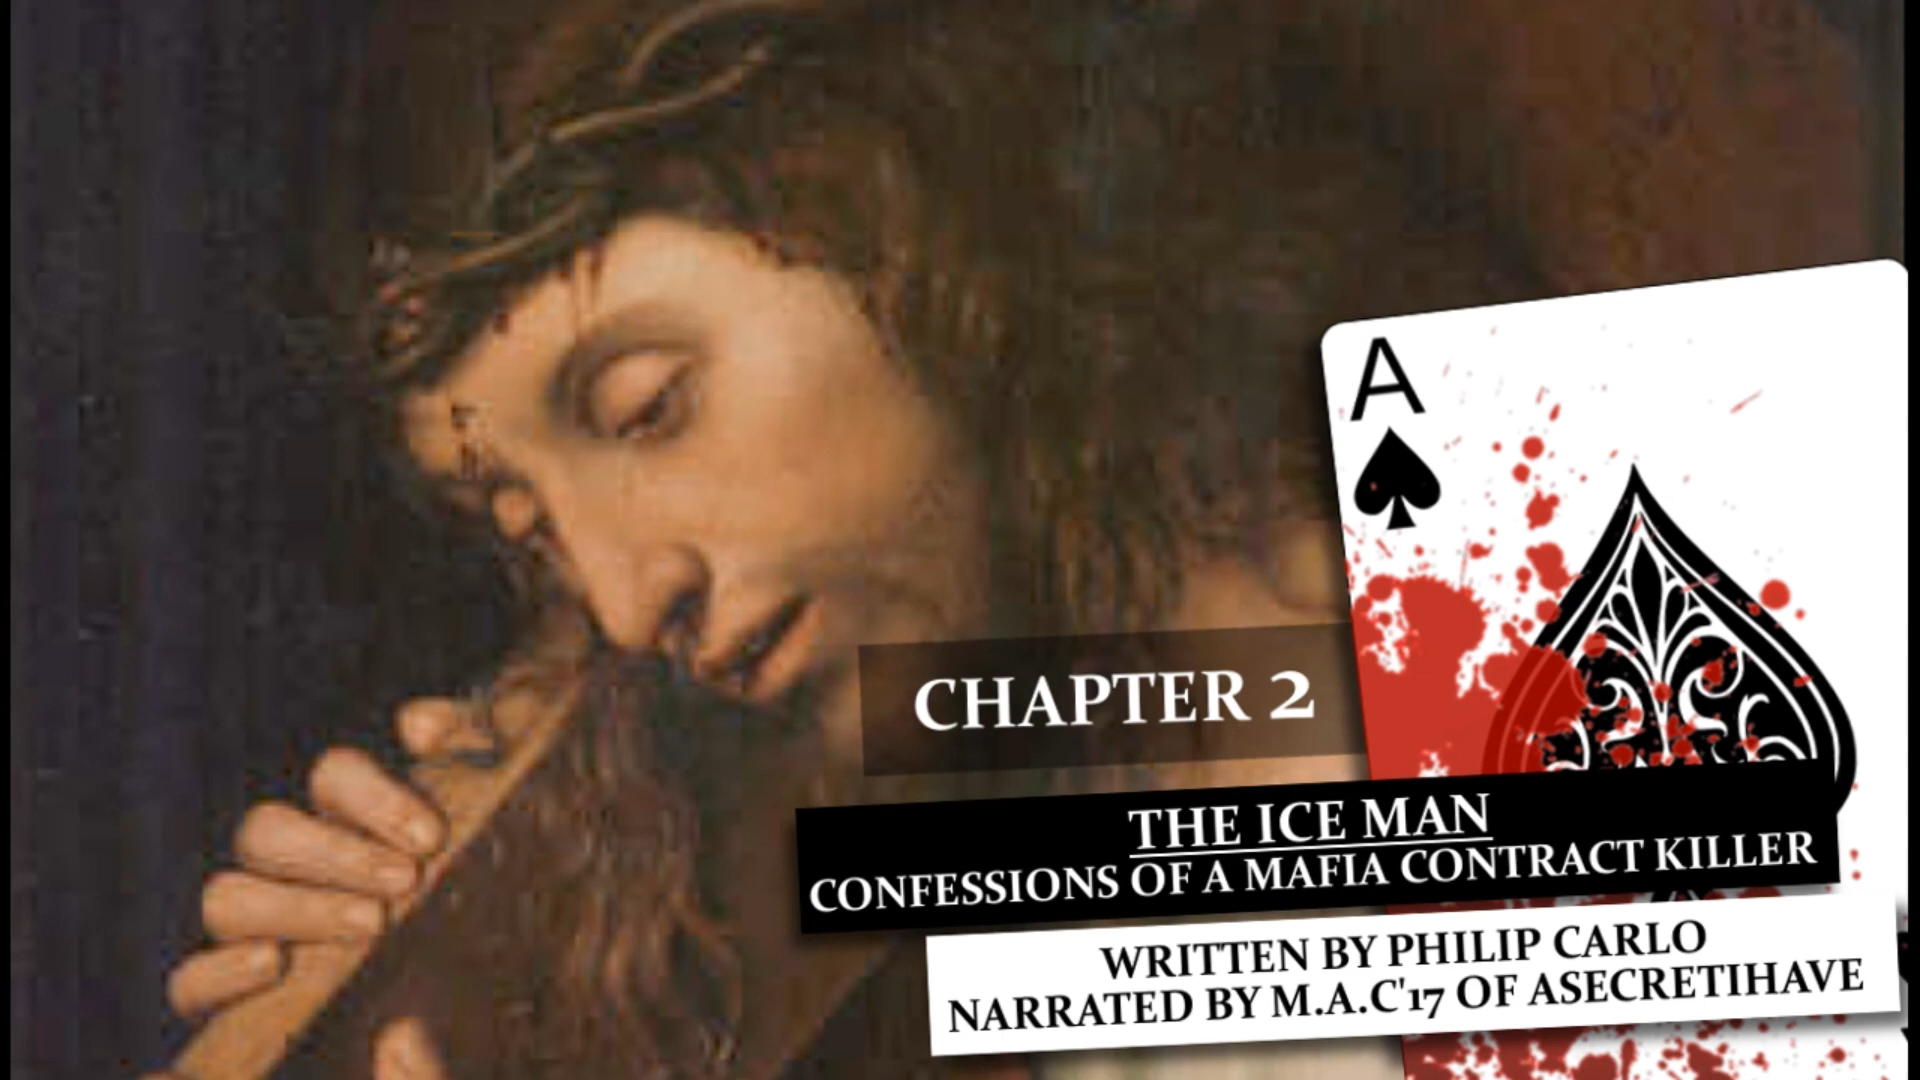 A
CHAPTER 2
THE ICE MAN
CONFESSIONS OF A MAFIA CONTRACT KILLER
WRITTEN BY PHILIP CARLO
NARRATED BY M.A.C'17 OF ASECRETIHAVE